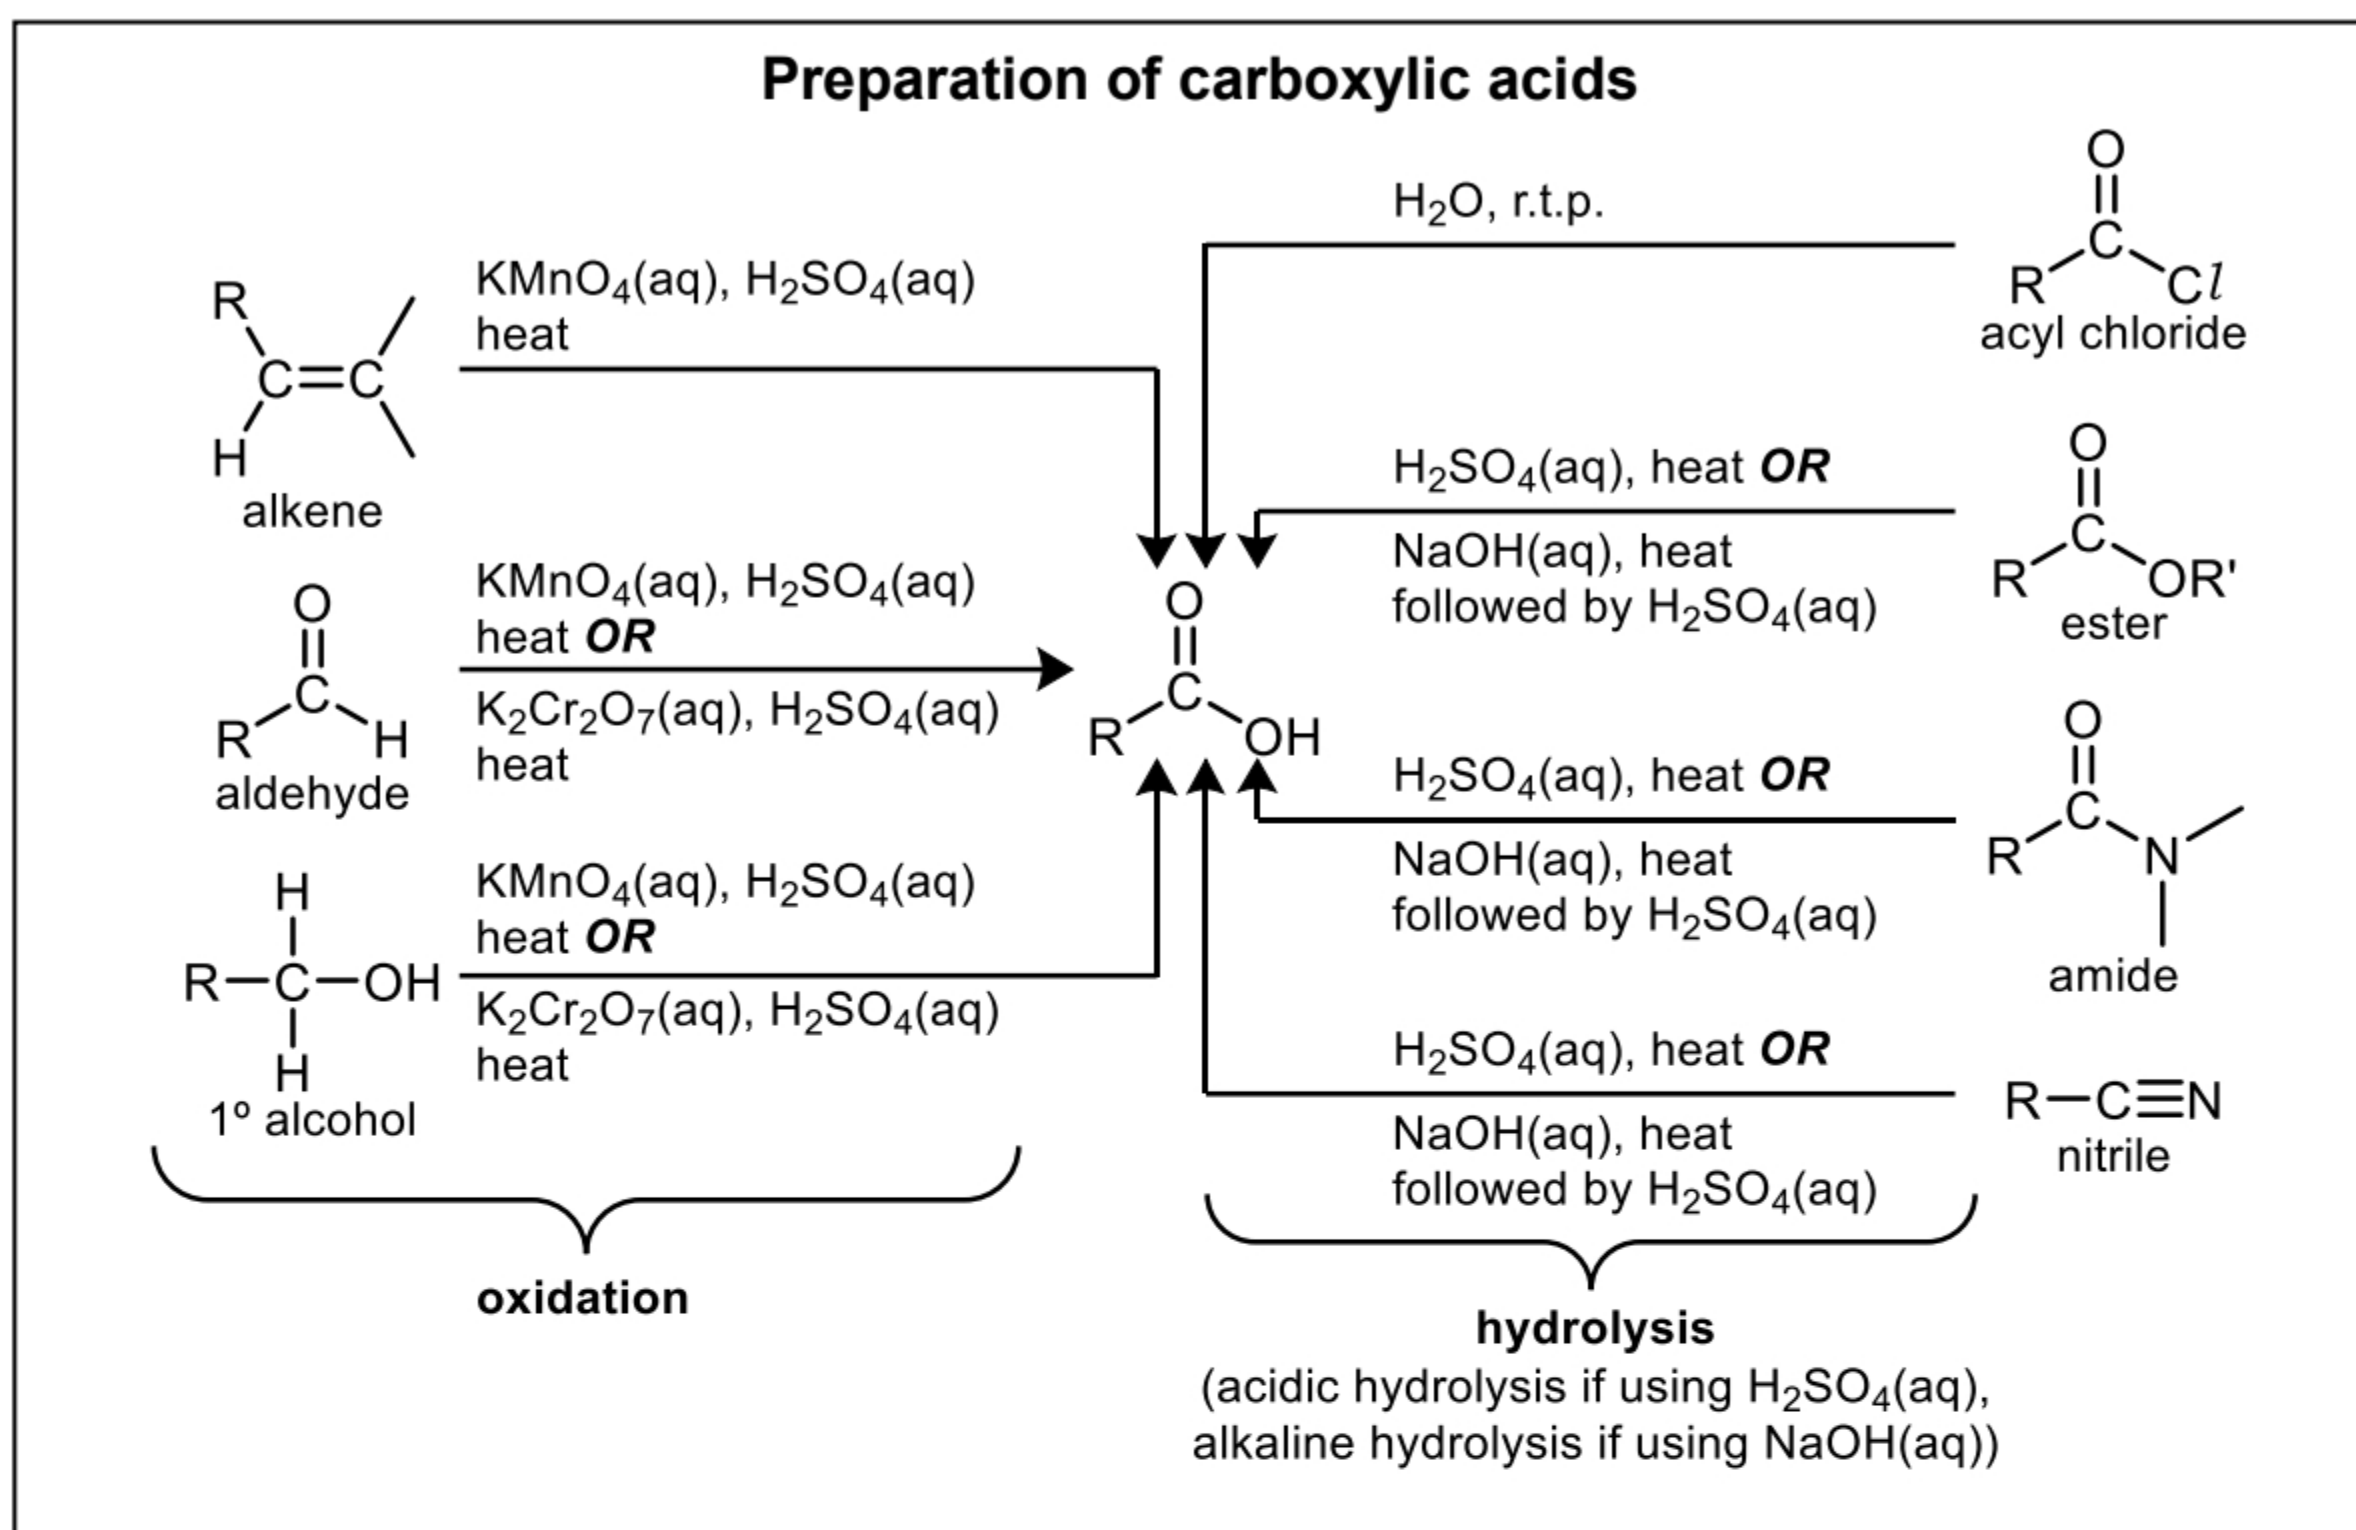 Preparation of carboxylic acids
R
H
C=C
alkene
KMnO₄(aq), H₂SO₄(aq)
heat
O
C
R
H
aldehyde
KMnO₄(aq), H₂SO₄(aq)
heat OR
K₂Cr₂O₇(aq), H₂SO₄(aq)
heat
H
R–C–OH
H
1º alcohol
KMnO₄(aq), H₂SO₄(aq)
heat OR
K₂Cr₂O₇(aq), H₂SO₄(aq)
heat
oxidation
O
C
R
OH
H₂O, r.t.p.
O
C
R
Cl
acyl chloride
H₂SO₄(aq), heat OR
NaOH(aq), heat
followed by H₂SO₄(aq)
O
C
R
OR'
ester
H₂SO₄(aq), heat OR
NaOH(aq), heat
followed by H₂SO₄(aq)
O
C
R
N
amide
H₂SO₄(aq), heat OR
NaOH(aq), heat
followed by H₂SO₄(aq)
R–C≡N
nitrile
hydrolysis
(acidic hydrolysis if using H₂SO₄(aq),
alkaline hydrolysis if using NaOH(aq))